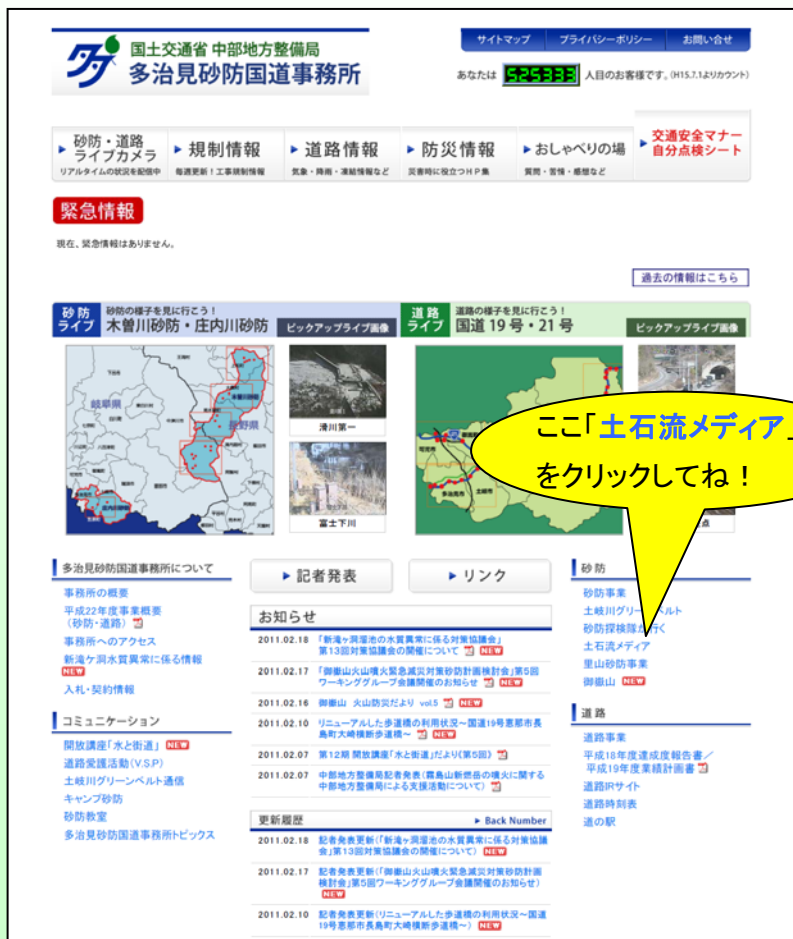 国土交通省 中部地方整備局
多治見砂防国道事務所
サイトマップ プライバシーポリシー お問い合せ
あなたは 525333 人目のお客様です。(H15.7.1よりカウント)
砂防・道路
ライブカメラ
リアルタイムの状況を配信中
規制情報
毎週更新!工事規制情報
道路情報
気象・降雨・凍結情報など
防災情報
災害時に役立つHP集
おしゃべりの場
質問・苦情・感想など
交通安全マナー
自分点検シート
緊急情報
現在、緊急情報はありません。
過去の情報はこちら
砂防
ライブ
砂防の様子を見に行こう!
木曽川砂防・庄内川砂防
ピックアップライブ画像
道路
ライブ
道路の様子を見に行こう!
国道19号・21号
ピックアップライブ画像
岐阜県
長野県
滑川第一
富士下川
ここ「土石流メディア」
をクリックしてね!
多治見砂防国道事務所について
事務所の概要
平成22年度事業概要
(砂防・道路)
事務所へのアクセス
新滝ケ洞水質異常に係る情報
NEW
入札・契約情報
コミュニケーション
開放講座「水と街道」 NEW
道路愛護活動(V.S.P)
土岐川グリーンベルト通信
キャンプ砂防
砂防教室
多治見砂防国道事務所トピックス
記者発表
リンク
お知らせ
2011.02.18 「新滝ヶ洞溜池の水質異常に係る対策協議会」
第13回対策協議会の開催について NEW
2011.02.17 「御嶽山火山噴火緊急減災対策砂防計画検討会」第5回
ワーキンググループ会議開催のお知らせ NEW
2011.02.16 御嶽山 火山防災だより vol.5 NEW
2011.02.10 リニューアルした歩道橋の利用状況～国道19号恵那市長
島町大崎横断歩道橋～ NEW
2011.02.07 第12期 開放講座「水と街道」だより《第5回》
2011.02.07 中部地方整備局記者発表(霧島山新燃岳の噴火に関する
中部地方整備局による支援活動について)
更新履歴
Back Number
2011.02.18 記者発表更新(「新滝ヶ洞溜池の水質異常に係る対策協議
会」第13回対策協議会の開催について) NEW
2011.02.17 記者発表更新(「御嶽山火山噴火緊急減災対策砂防計画
検討会」第5回ワーキンググループ会議開催のお知らせ)
NEW
2011.02.10 記者発表更新(リニューアルした歩道橋の利用状況～国道
19号恵那市長島町大崎横断歩道橋～) NEW
砂防
砂防事業
土岐川グリーンベルト
砂防探検隊が行く
土石流メディア
里山砂防事業
御嶽山 NEW
道路
道路事業
平成18年度達成度報告書／
平成19年度業績計画書
道路IRサイト
道路時刻表
道の駅